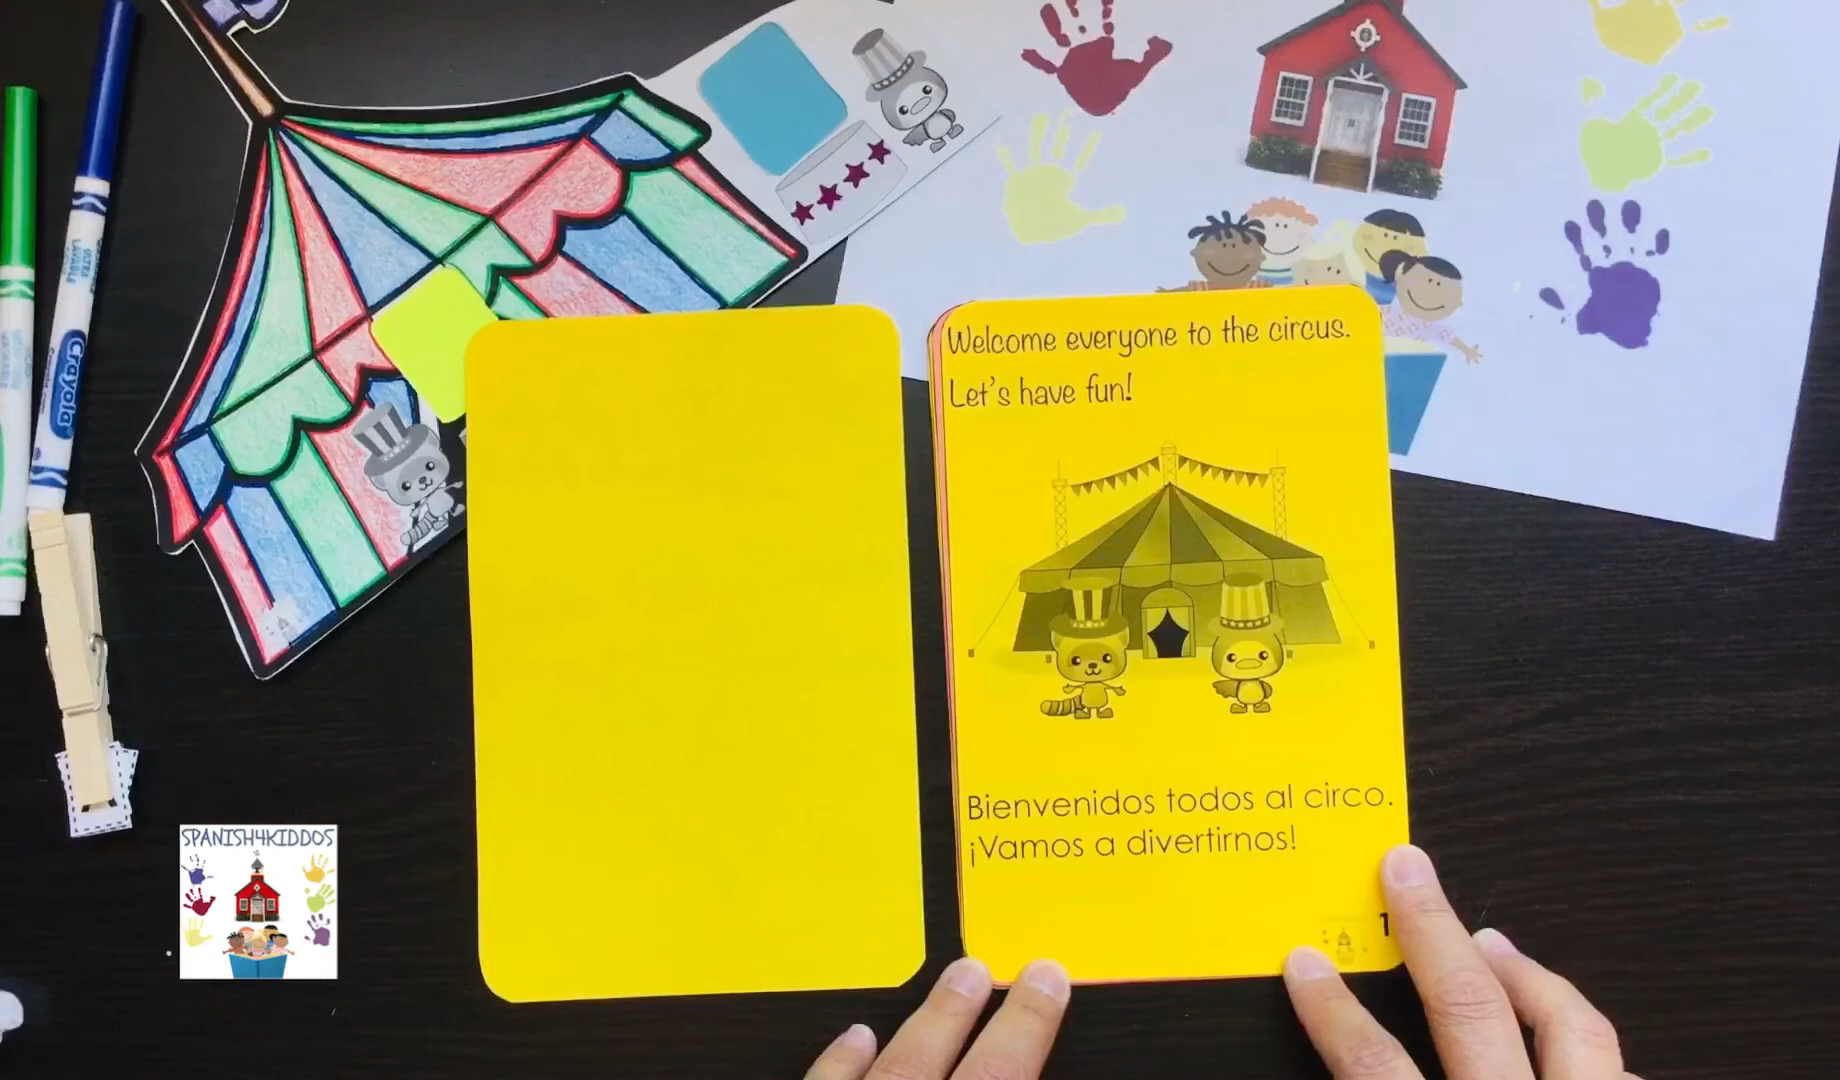 Welcome everyone to the circus.
Let's have fun!
Bienvenidos todos al circo.
¡Vamos a divertirnos!
1
Crayola
SPANISH4KIDDOS